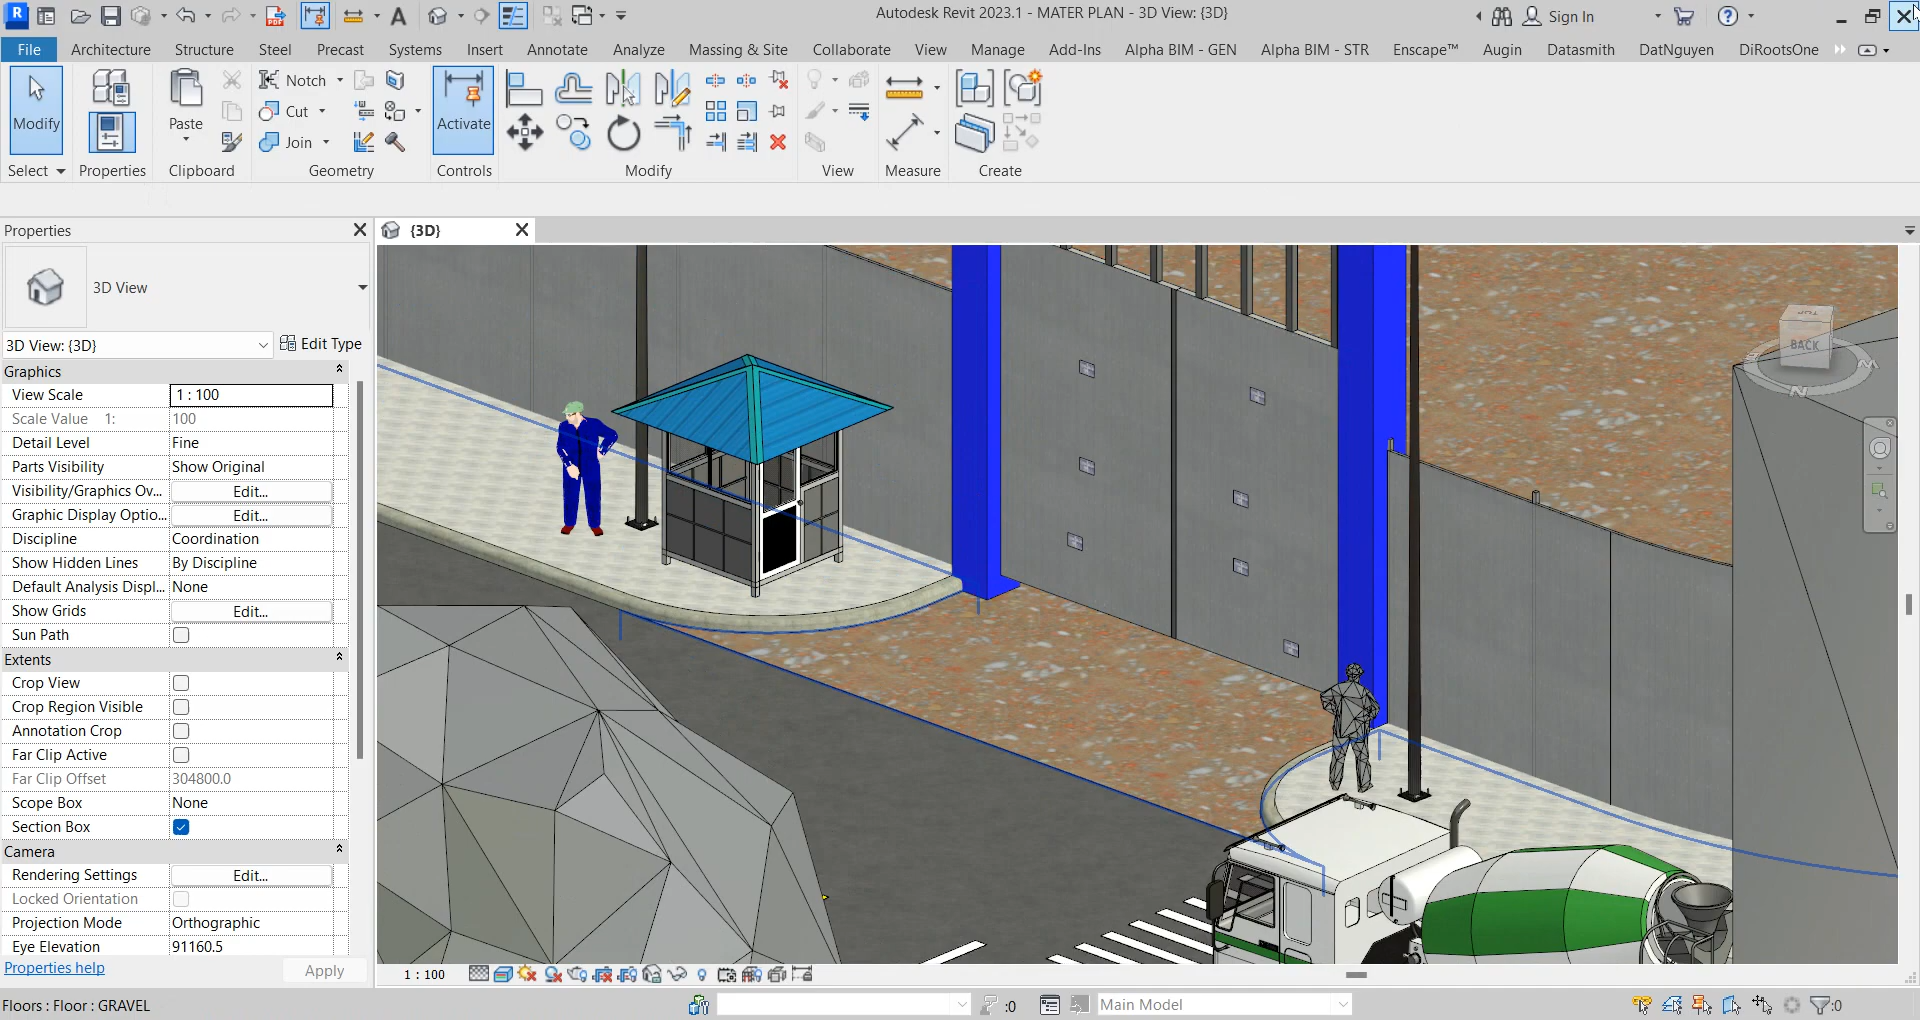 Autodesk Revit 2023.1 - MATER PLAN - 3D View: {3D}
Sign In
File Architecture Structure Steel Precast Systems Insert Annotate Analyze Massing & Site Collaborate View Manage Add-Ins Alpha BIM - GEN Alpha BIM - STR Enscape™ Augin Datasmith DatNguyen DiRootsOne
Modify
Paste
Notch
Cut
Join
Activate
Select Properties Clipboard Geometry Controls Modify View Measure Create
Properties
{3D}
3D View
3D View: {3D} Edit Type
Graphics
View Scale 1 : 100
Scale Value 1: 100
Detail Level Fine
Parts Visibility Show Original
Visibility/Graphics Ov... Edit...
Graphic Display Optio... Edit...
Discipline Coordination
Show Hidden Lines By Discipline
Default Analysis Displ... None
Show Grids Edit...
Sun Path
Extents
Crop View
Crop Region Visible
Annotation Crop
Far Clip Active
Far Clip Offset 304800.0
Scope Box None
Section Box
Camera
Rendering Settings Edit...
Locked Orientation
Projection Mode Orthographic
Eye Elevation 91160.5
Properties help Apply
TOP
BACK
N
1 : 100
Floors : Floor : GRAVEL
:0
Main Model
:0